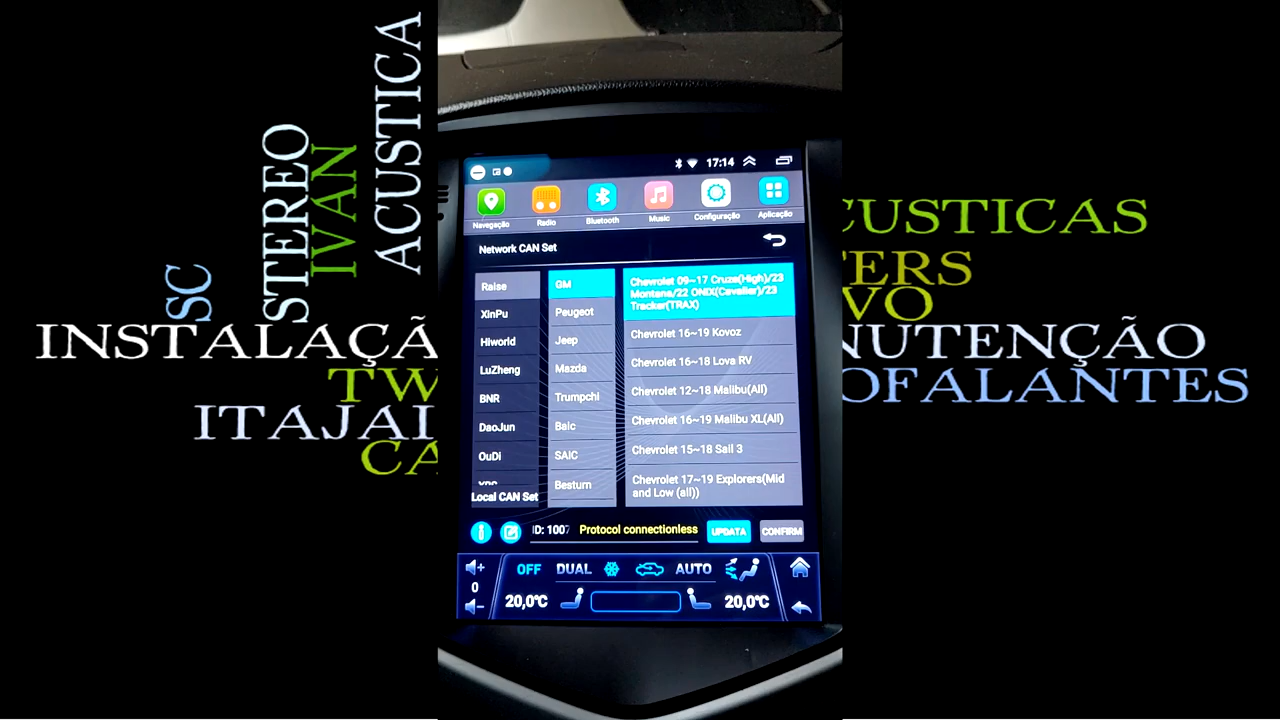 ACUSTICA
STEREO
IVAN
SC
INSTALAÇÃ
TW
ITAJAI
CA
17:14
Navegação
Radio
Bluetooth
Music
Configuração
Aplicação
Network CAN Set
Raise
XinPu
Hiworld
LuZheng
BNR
DaoJun
OuDi
Local CAN Set
GM
Peugeot
Jeep
Mazda
Trumpchi
Baic
SAIC
Besturn
Chevrolet 09~17 Cruze(High)/23
Montana/22 ONIX(Cavalier)/23
Tracker(TRAX)
Chevrolet 16~19 Kovoz
Chevrolet 16~18 Lova RV
Chevrolet 12~18 Malibu(All)
Chevrolet 16~19 Malibu XL(All)
Chevrolet 15~18 Sail 3
Chevrolet 17~19 Explorers(Mid
and Low (all))
ID: 1007 Protocol connectionless UPDATA CONFIRM
OFF DUAL AUTO
0
20,0℃ 20,0℃
CUSTICAS
TERS
VO
NUTENÇÃO
OFALANTES